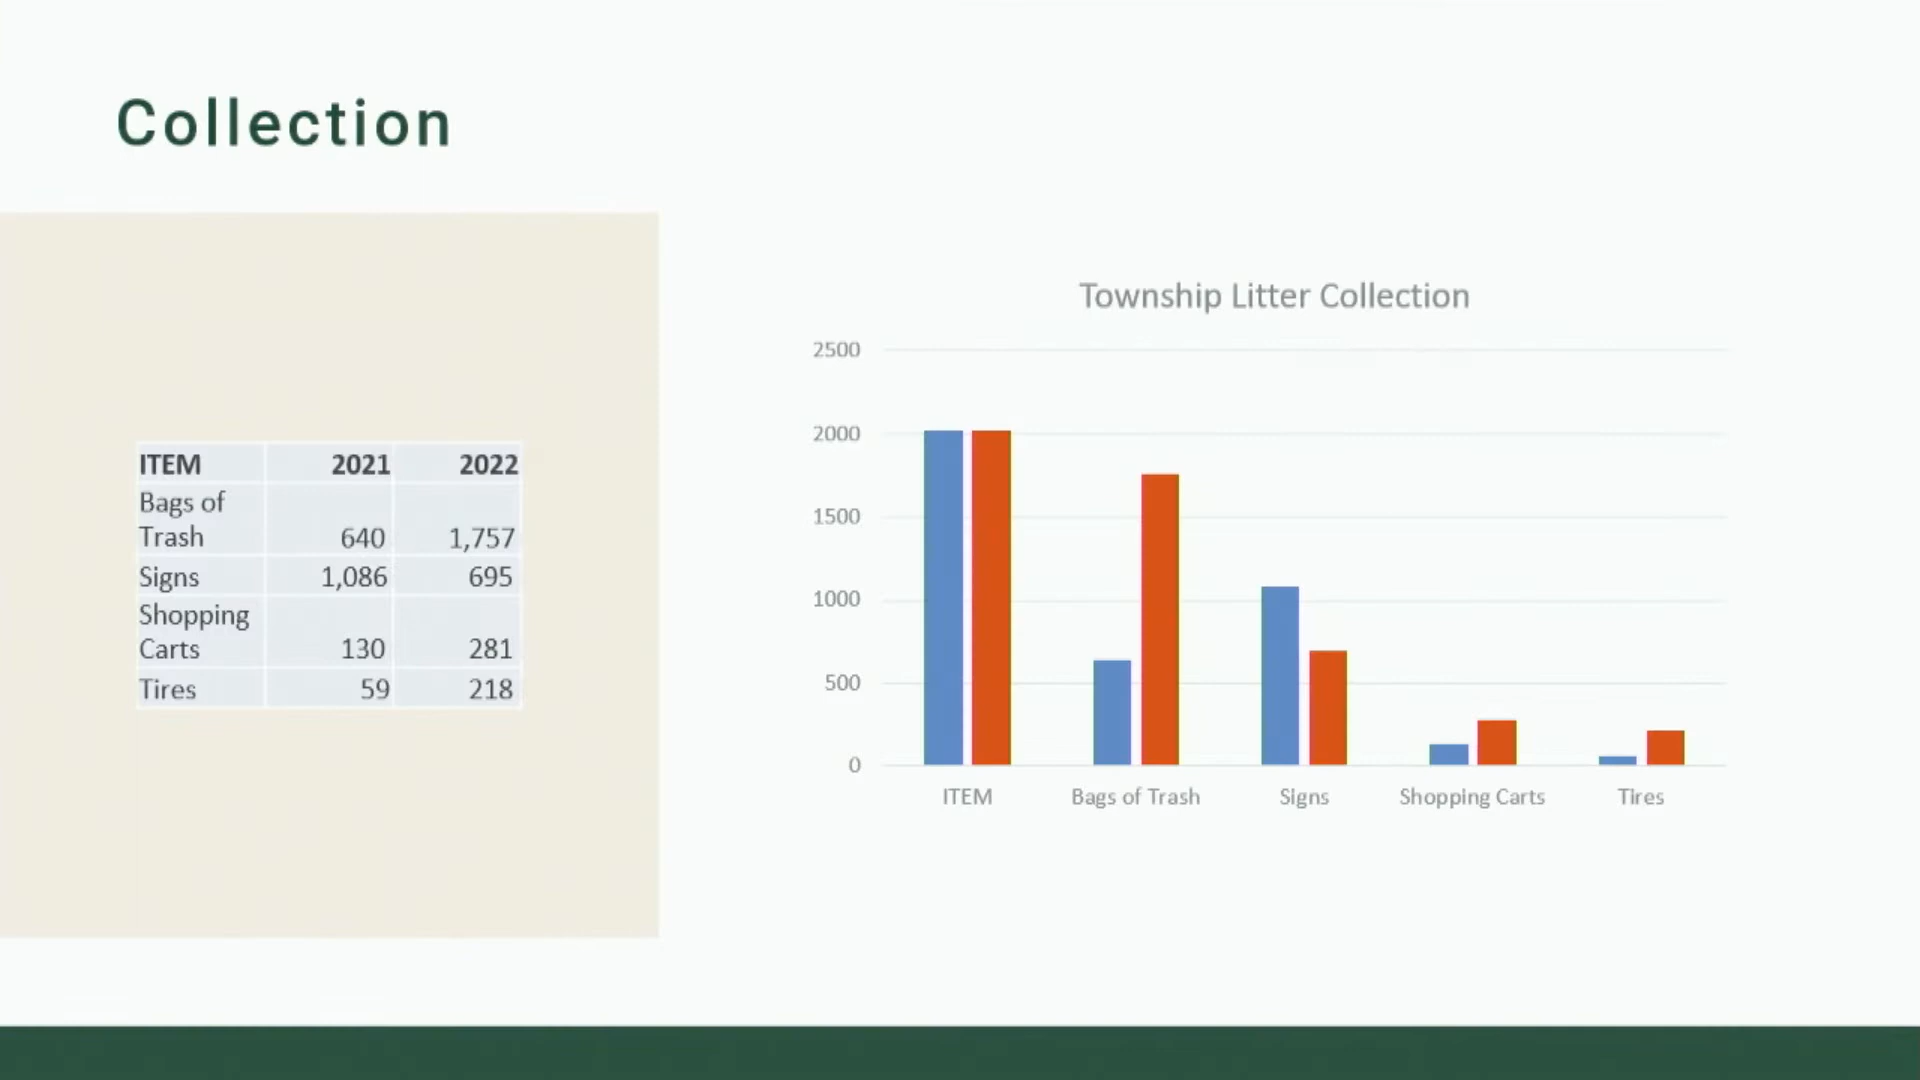 Collection
ITEM 2021 2022
Bags of
Trash 640 1,757
Signs 1,086 695
Shopping
Carts 130 281
Tires 59 218
Township Litter Collection
2500
2000
1500
1000
500
0
ITEM Bags of Trash Signs Shopping Carts Tires